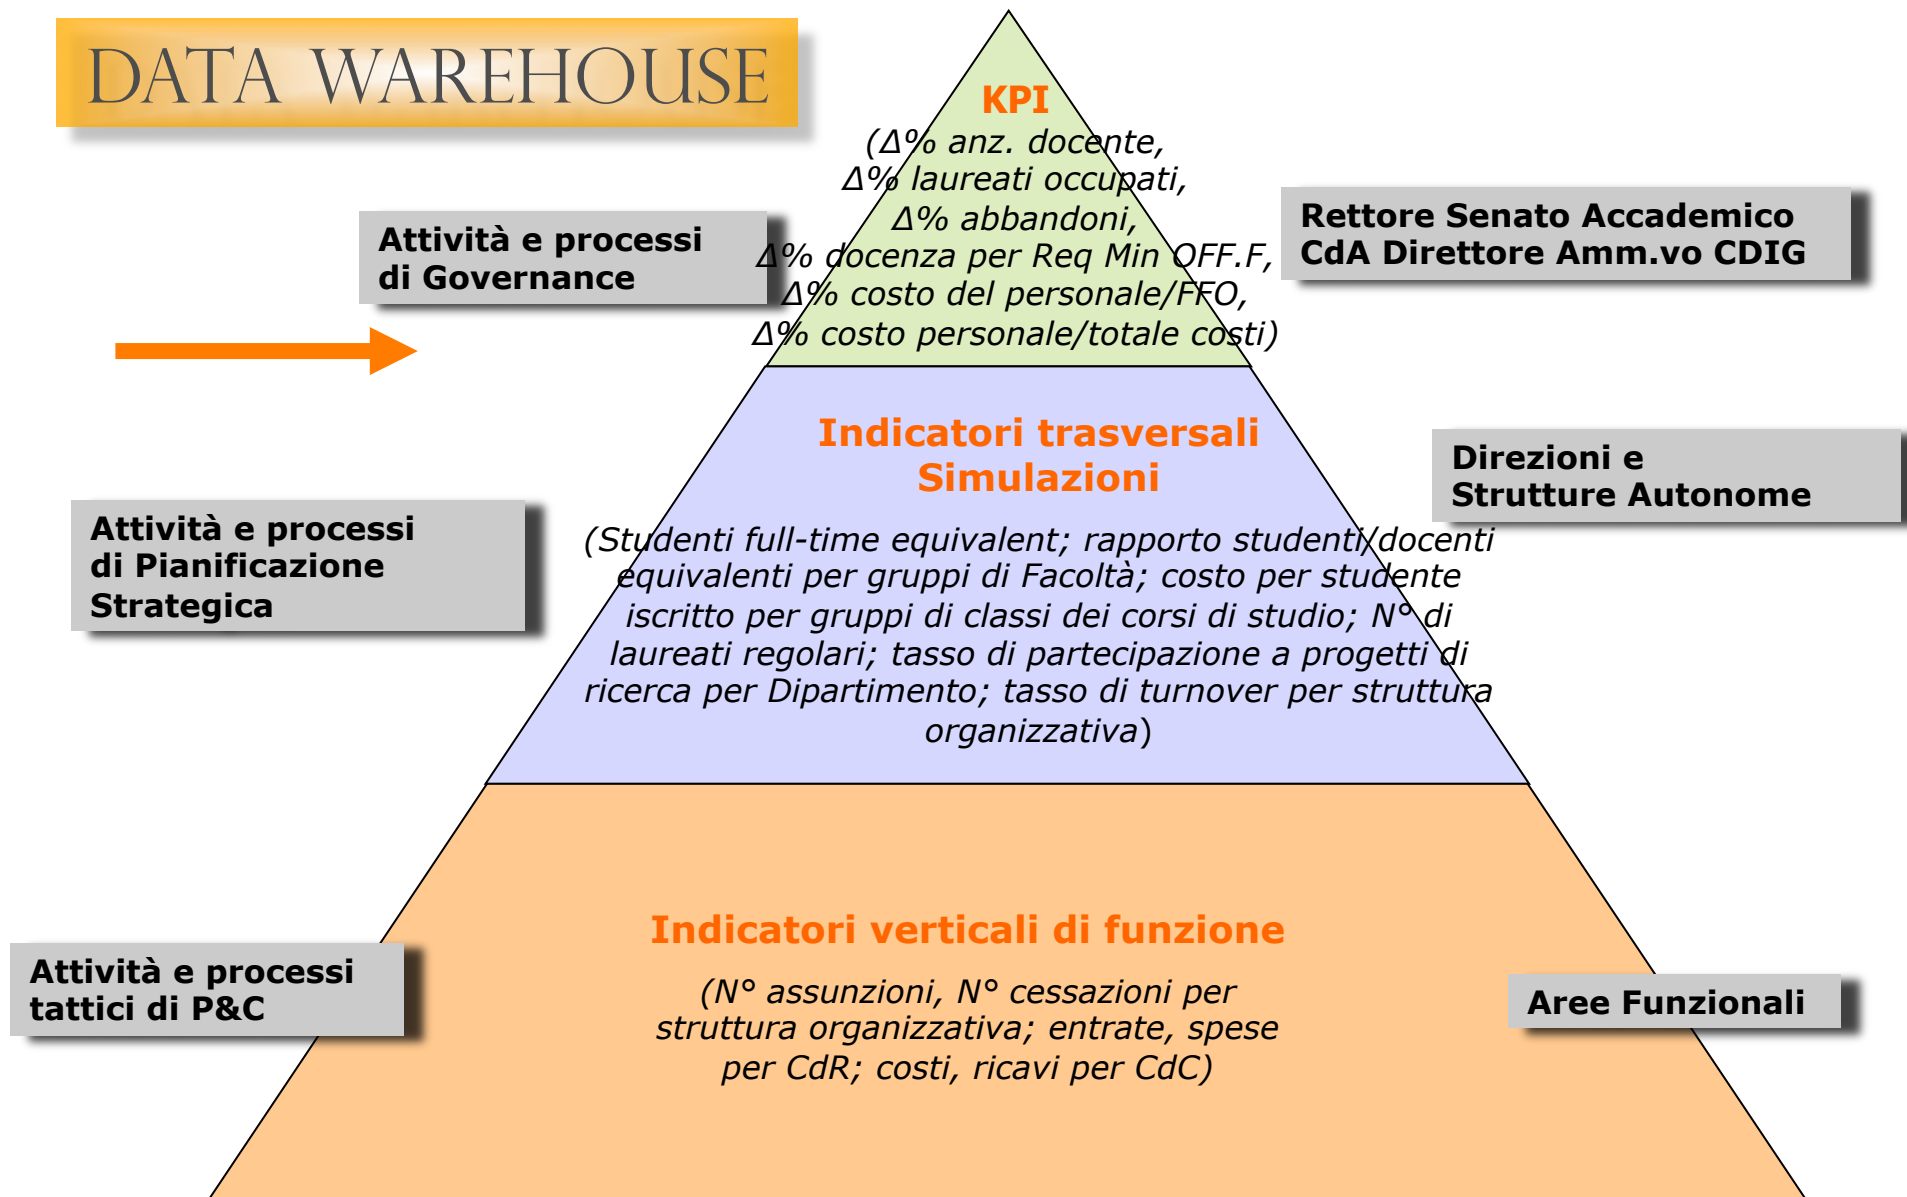 DATA WAREHOUSE
KPI
(Δ% anz. docente,
Δ% laureati occupati,
Δ% abbandoni,
Δ% docenza per Req Min OFF.F,
Δ% costo del personale/FFO,
Δ% costo personale/totale costi)
Attività e processi
di Governance
Rettore Senato Accademico
CdA Direttore Amm.vo CDIG
Indicatori trasversali
Simulazioni
(Studenti full-time equivalent; rapporto studenti/docenti
equivalenti per gruppi di Facoltà; costo per studente
iscritto per gruppi di classi dei corsi di studio; N° di
laureati regolari; tasso di partecipazione a progetti di
ricerca per Dipartimento; tasso di turnover per struttura
organizzativa)
Attività e processi
di Pianificazione
Strategica
Direzioni e
Strutture Autonome
Indicatori verticali di funzione
(N° assunzioni, N° cessazioni per
struttura organizzativa; entrate, spese
per CdR; costi, ricavi per CdC)
Attività e processi
tattici di P&C
Aree Funzionali